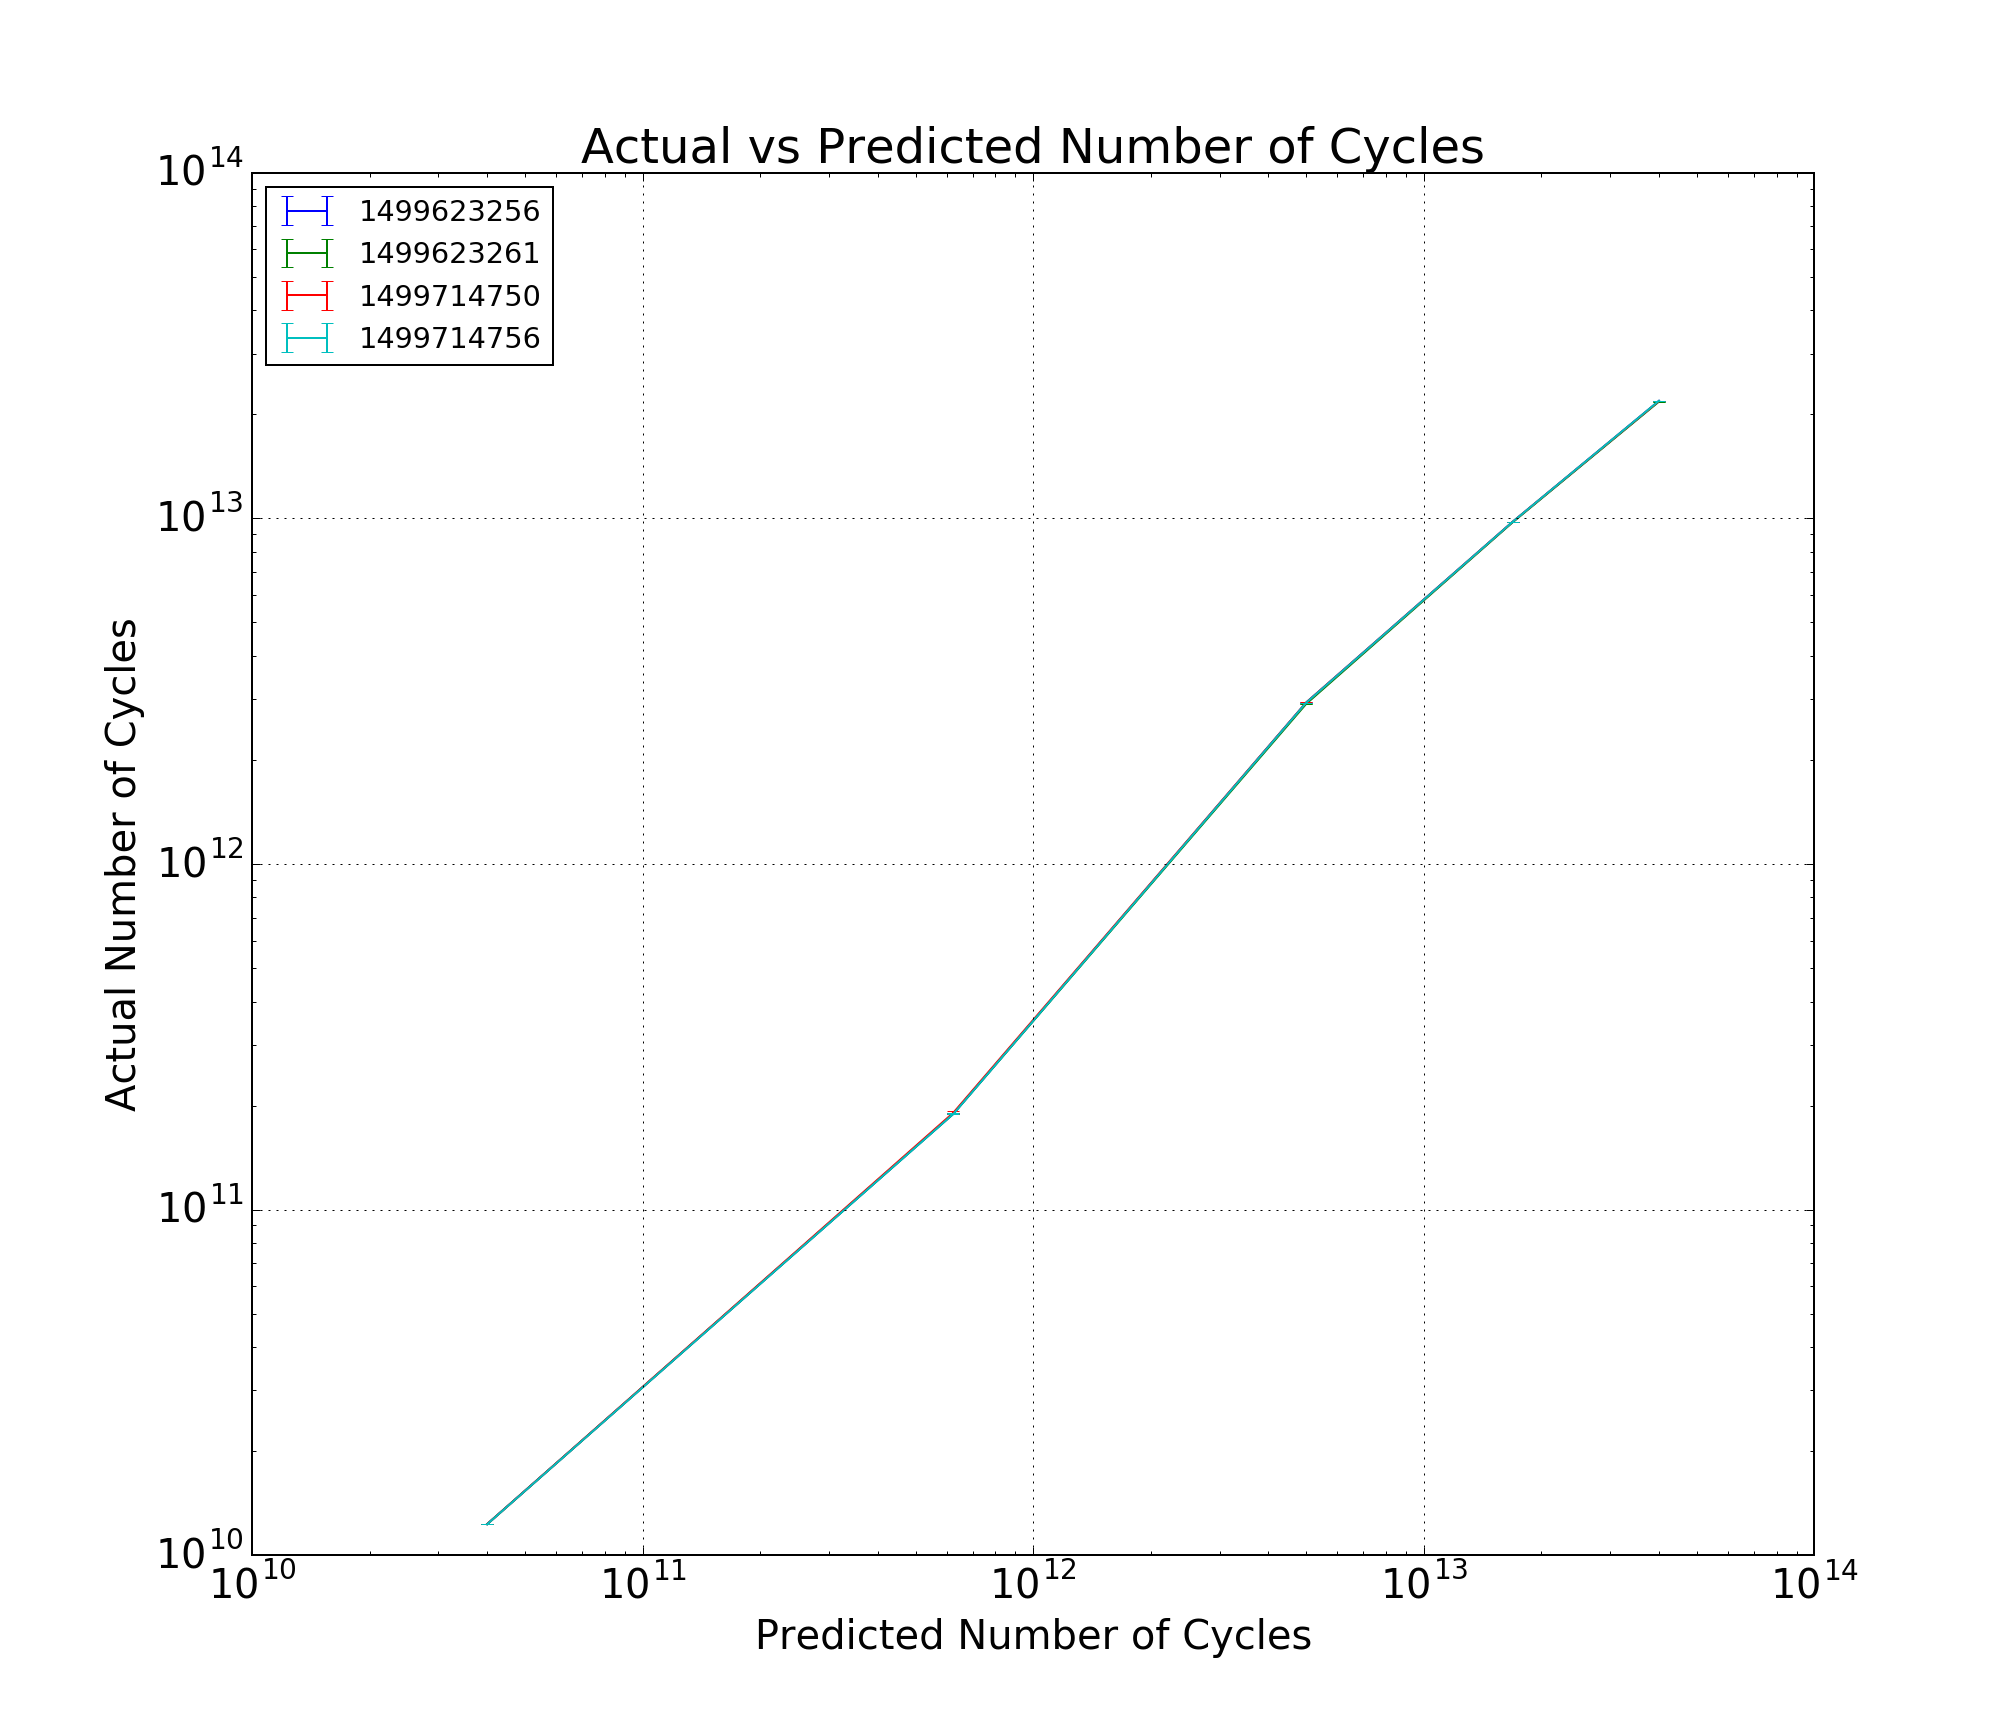 Actual vs Predicted Number of Cycles
10^14
10^13
10^12
10^11
10^10
Actual Number of Cycles
1499623256
1499623261
1499714750
1499714756
10^10 10^11 10^12 10^13 10^14
Predicted Number of Cycles